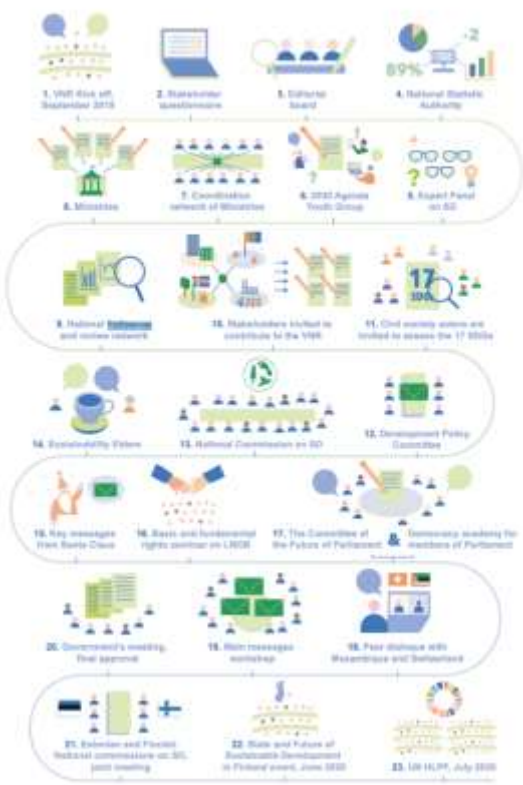 1. VNR Kick off,
September 2019
2. Stakeholder
questionnaire
3. Editorial
board
89%
-2
4. National Statistic
Authority
5. Expert Panel
on SD
6. 2030 Agenda
Youth Group
7. Coordination
network of Ministries
8. Ministries
9. National
and review network
10. Stakeholders invited to
contribute to the VNR
17
SDG
11. Civil society actors are
invited to assess the 17 SDGs
12. Development Policy
Committee
13. National Commission on SD
14. Sustainability
15. Key messages
from Santa Claus
16. Basic and fundamental
rights seminar on LNOB
17. The Committee of
the Future of Parliament
&
Democracy academy for
members of Parliament
18. Peer dialogue with
Mozambique and Switzerland
19. Main messages
workshop
20. Government's meeting,
final approval
21. Estonian and Finnish
National commissions on SD,
joint meeting
22. State and Future of
Sustainable Development
in Finland event, June 2020
23. UN HLPF, July 2020